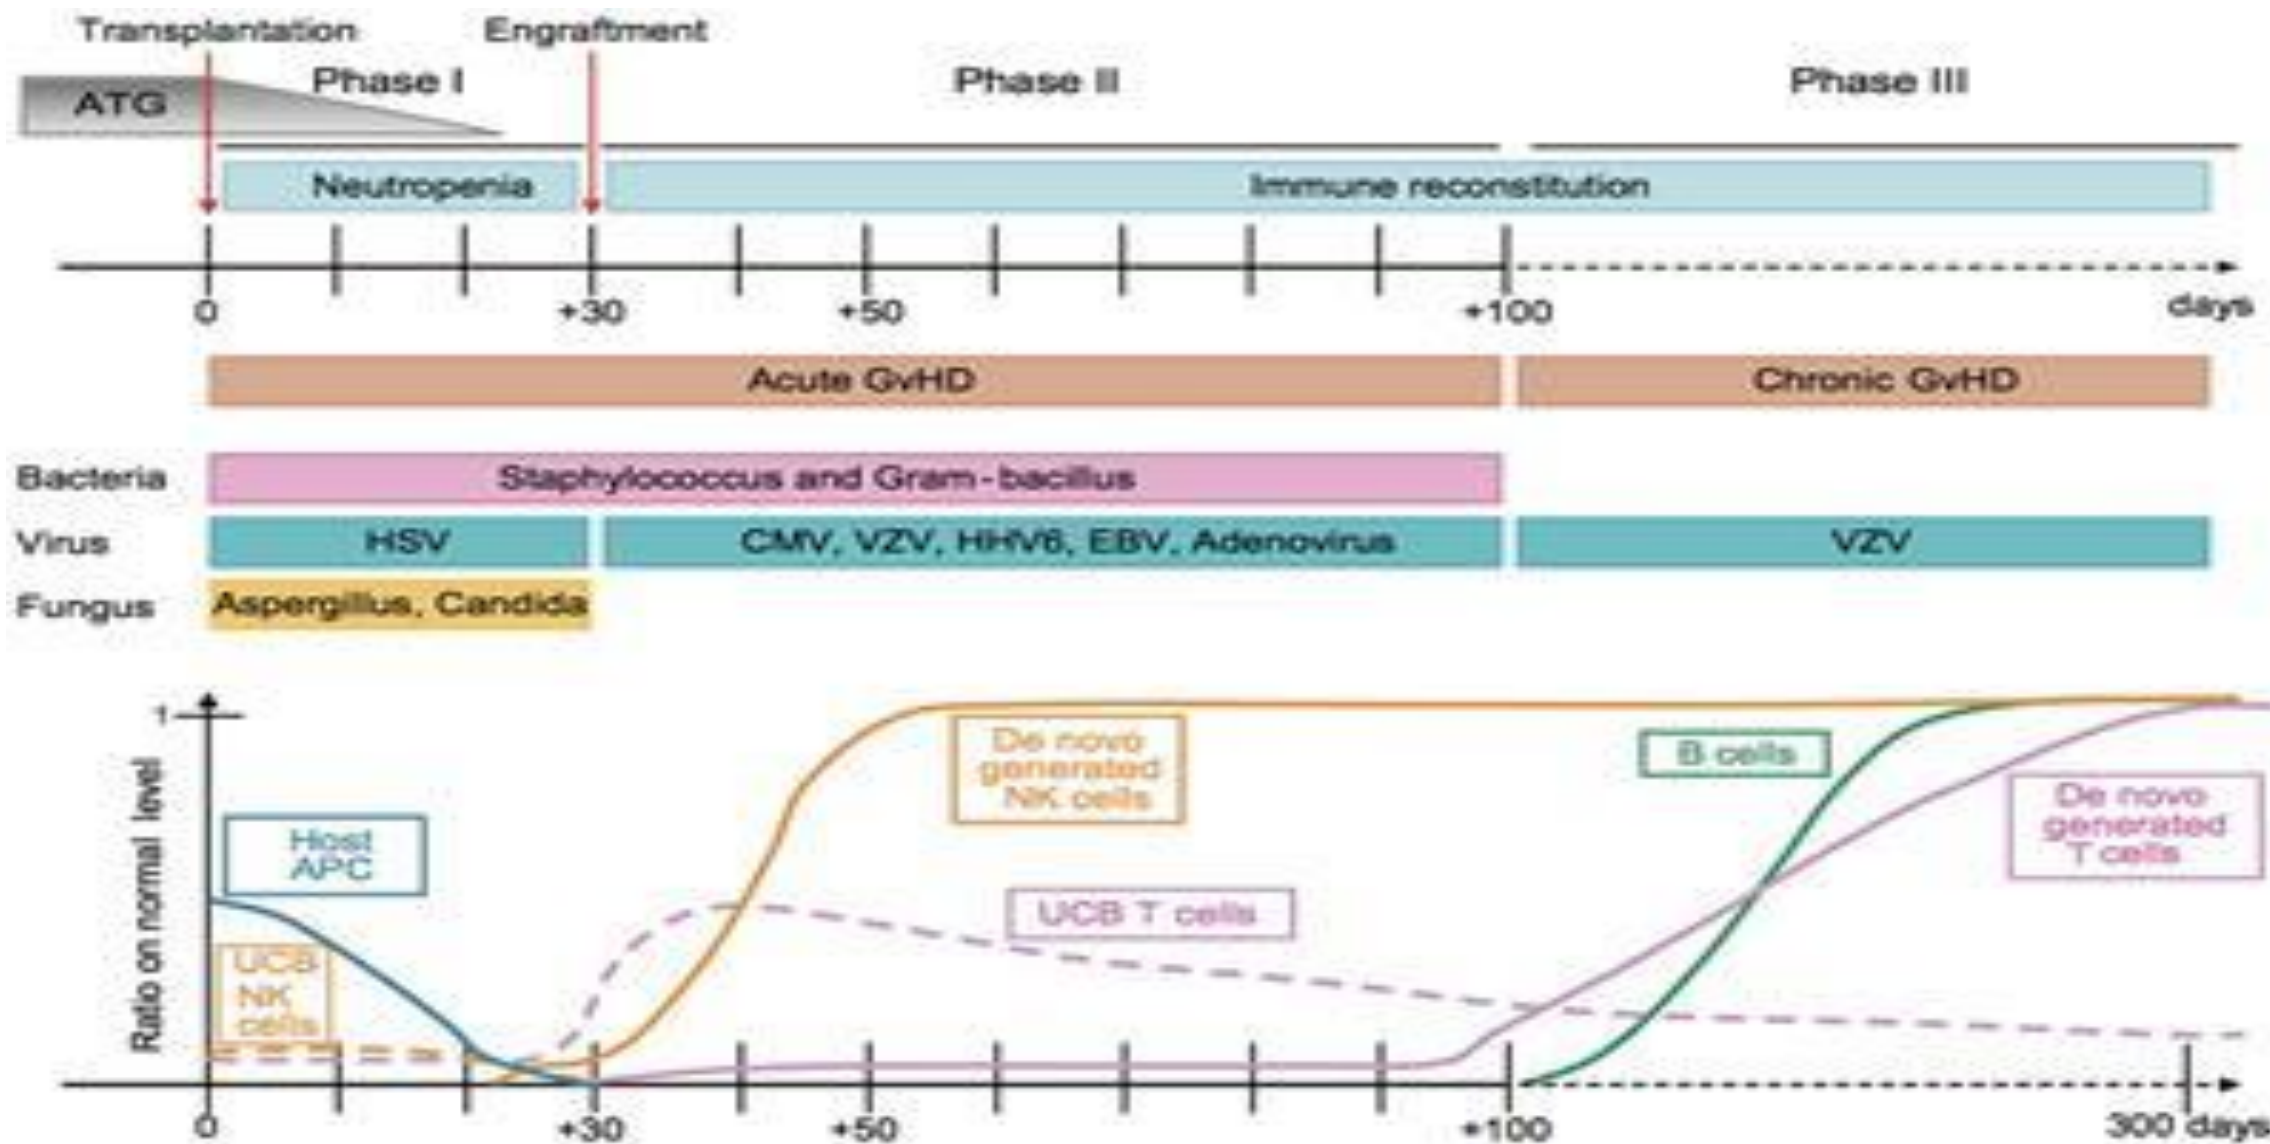 Transplantation
Engraftment
ATG
Phase I
Phase II
Phase III
Neutropenia
Immune reconstitution
0
+30
+50
+100
days
Acute GvHD
Chronic GvHD
Bacteria
Staphylococcus and Gram-bacillus
Virus
HSV
CMV, VZV, HHV6, EBV, Adenovirus
VZV
Fungus
Aspergillus, Candida
Ratio on normal level
1
Host
APC
UCB
NK
cells
De novo
generated
NK cells
UCB T cells
B cells
De novo
generated
T cells
0
+30
+50
+100
300 days